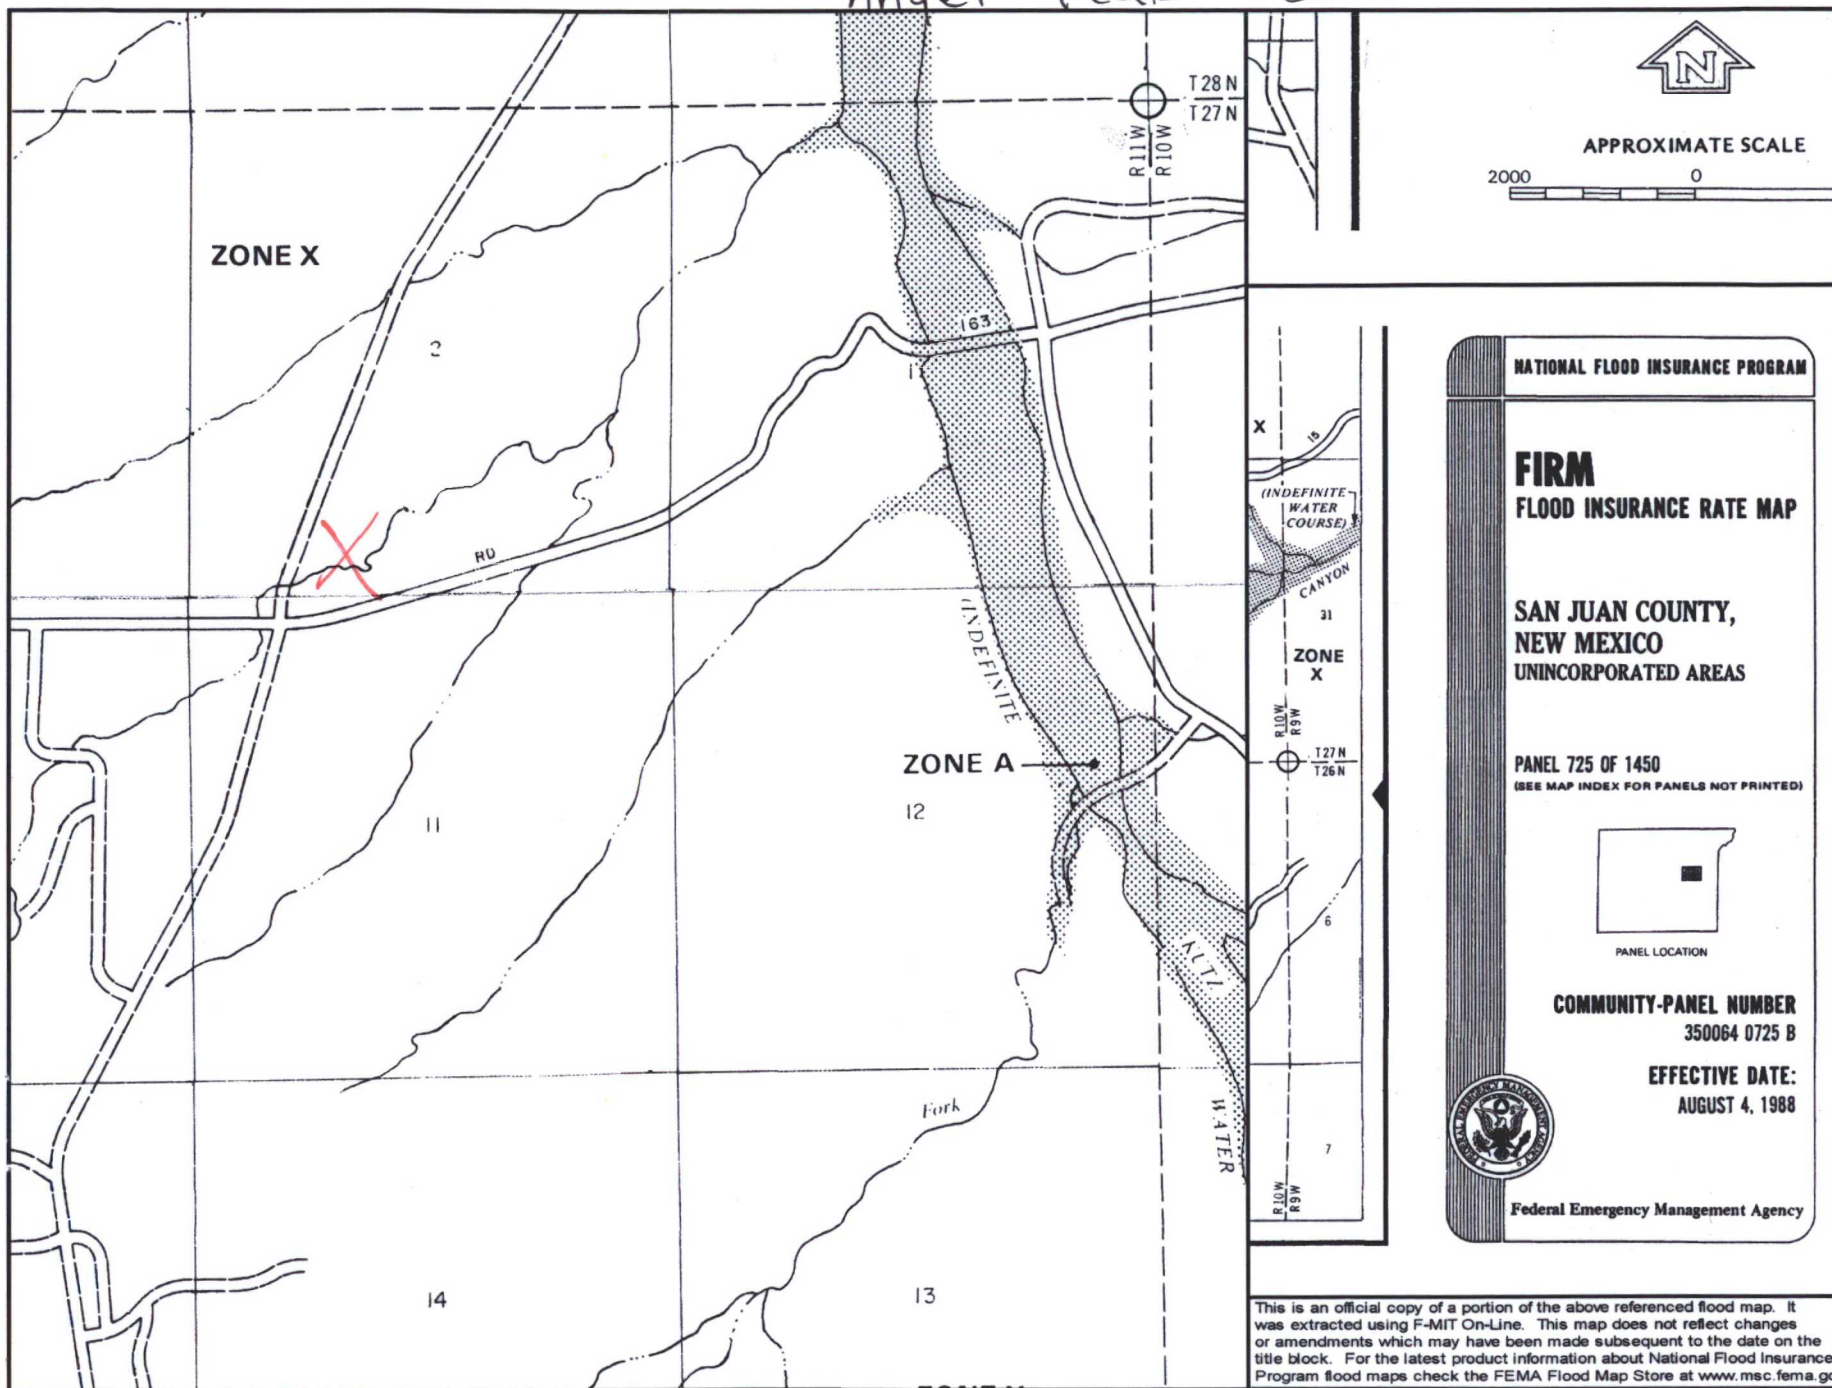 Angel
T28N
T27N
R11W
R10W
ZONE X
2
163
1
RD
(INDEFINITE
ZONE A
11
12
KUTZ
WATER
Fork
14
13
APPROXIMATE SCALE
N
2000 0
X
15
(INDEFINITE
WATER
COURSE)
CANYON
31
ZONE
X
R10W
R9W
T27N
T26N
6
7
R10W
R9W
NATIONAL FLOOD INSURANCE PROGRAM
FIRM
FLOOD INSURANCE RATE MAP
SAN JUAN COUNTY,
NEW MEXICO
UNINCORPORATED AREAS
PANEL 725 OF 1450
(SEE MAP INDEX FOR PANELS NOT PRINTED)
PANEL LOCATION
COMMUNITY-PANEL NUMBER
350064 0725 B
EFFECTIVE DATE:
AUGUST 4, 1988
FEDERAL EMERGENCY MANAGEMENT AGENCY
Federal Emergency Management Agency
This is an official copy of a portion of the above referenced flood map. It
was extracted using F-MIT On-Line. This map does not reflect changes
or amendments which may have been made subsequent to the date on the
title block. For the latest product information about National Flood Insurance
Program flood maps check the FEMA Flood Map Store at www.msc.fema.go